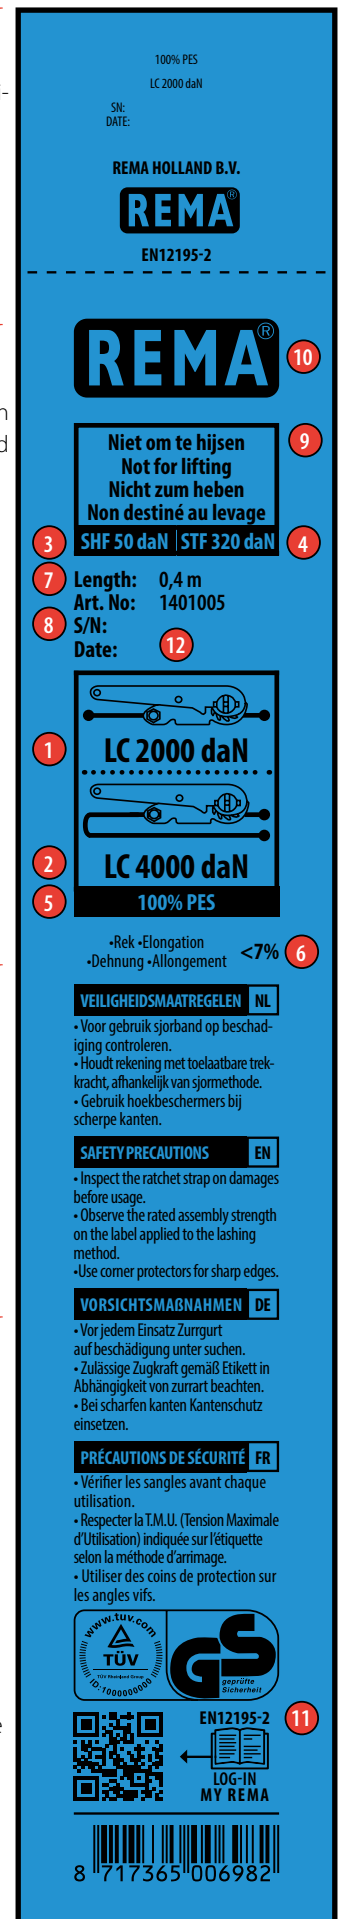 100% PES
LC 2000 daN
SN:
DATE:
i-
REMA HOLLAND B.V.
REMA®
EN12195-2
REMA®
10
n
d
Niet om te hijsen
Not for lifting
Nicht zum heben
Non destiné au levage
9
3
SHF 50 daN
STF 320 daN
4
7
Length: 0,4 m
Art. No: 1401005
8
S/N:
Date:
12
1
LC 2000 daN
2
LC 4000 daN
5
100% PES
•Rek •Elongation
•Dehnung •Allongement
<7%
6
VEILIGHEIDSMAATREGELEN NL
• Voor gebruik sjorband op beschad-
iging controleren.
• Houdt rekening met toelaatbare trek-
kracht, afhankelijk van sjormethode.
• Gebruik hoekbeschermers bij
scherpe kanten.
SAFETY PRECAUTIONS EN
• Inspect the ratchet strap on damages
before usage.
• Observe the rated assembly strength
on the label applied to the lashing
method.
•Use corner protectors for sharp edges.
VORSICHTSMAßNAHMEN DE
• Vor jedem Einsatz Zurrgurt
auf beschädigung unter suchen.
• Zulässige Zugkraft gemäß Etikett in
Abhängigkeit von zurrart beachten.
• Bei scharfen kanten Kantenschutz
einsetzen.
PRÉCAUTIONS DE SÉCURITÉ FR
• Vérifier les sangles avant chaque
utilisation.
• Respecter la T.M.U. (Tension Maximale
d'Utilisation) indiquée sur l'étiquette
selon la méthode d'arrimage.
• Utiliser des coins de protection sur
les angles vifs.
www.tuv.com
TÜV
TÜV Rheinland Group
ID:1000000000
GS
geprüfte
Sicherheit
e
EN12195-2
11
LOG-IN
MY REMA
8 717365 006982